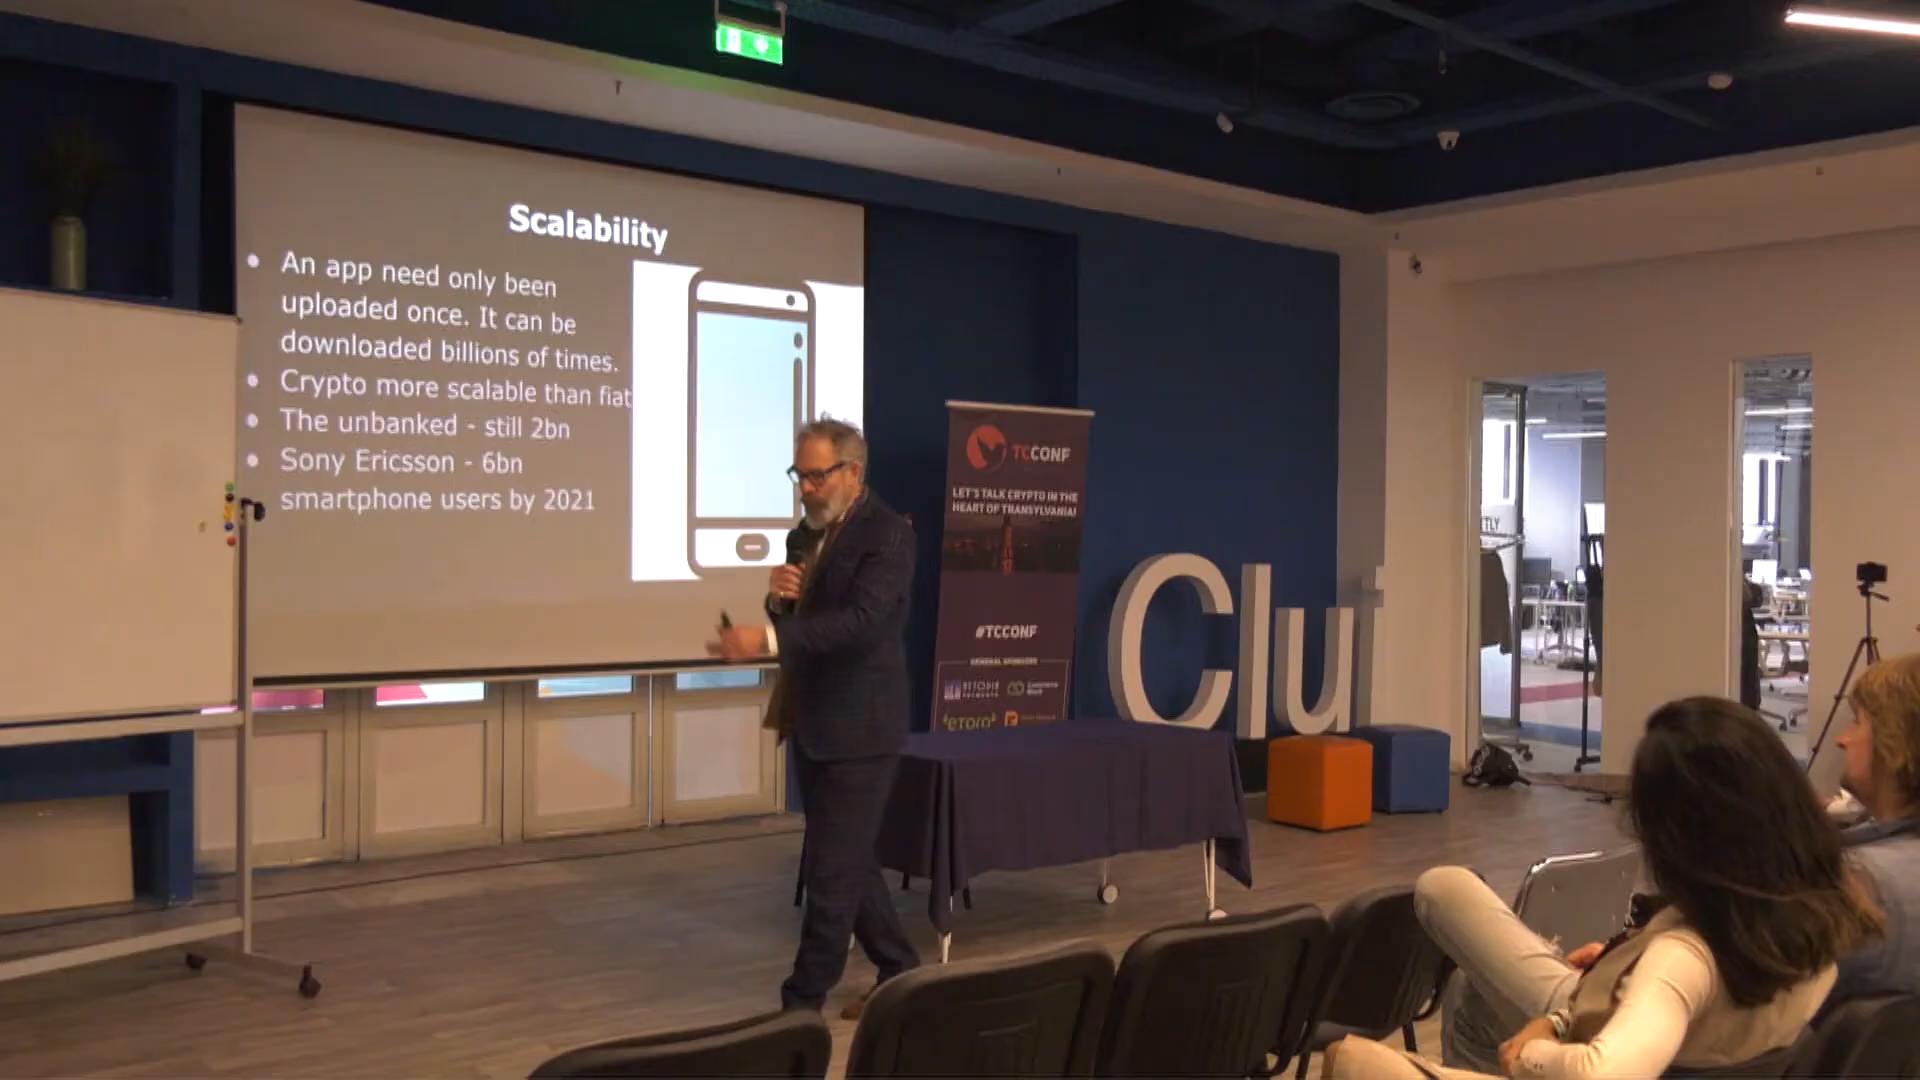 Scalability
An app need only been
uploaded once. It can be
downloaded billions of times.
Crypto more scalable than fiat
The unbanked - still 2bn
Sony Ericsson - 6bn
smartphone users by 2021
TCCONF
LET'S TALK CRYPTO IN THE
HEART OF TRANSYLVANIA!
#TCCONF
GENERAL SPONSORS
eToro
Cluj